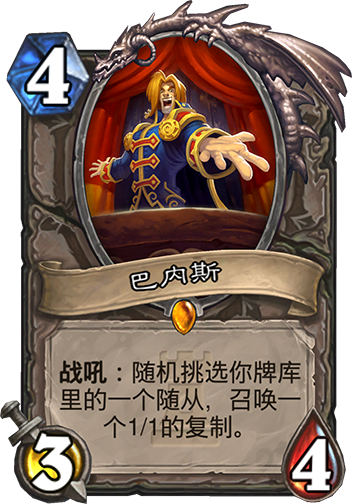 4
巴内斯
战吼：随机挑选你牌库
里的一个随从，召唤一
个1/1的复制。
3
4